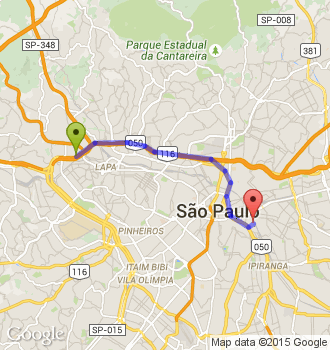 SP-008
SP-348
Parque Estadual
da Cantareira
381
050
116
LAPA
São Paulo
PINHEIROS
050
ITAIM BIBI
VILA OLÍMPIA
IPIRANGA
116
SP-015
Google
Map data ©2015 Google